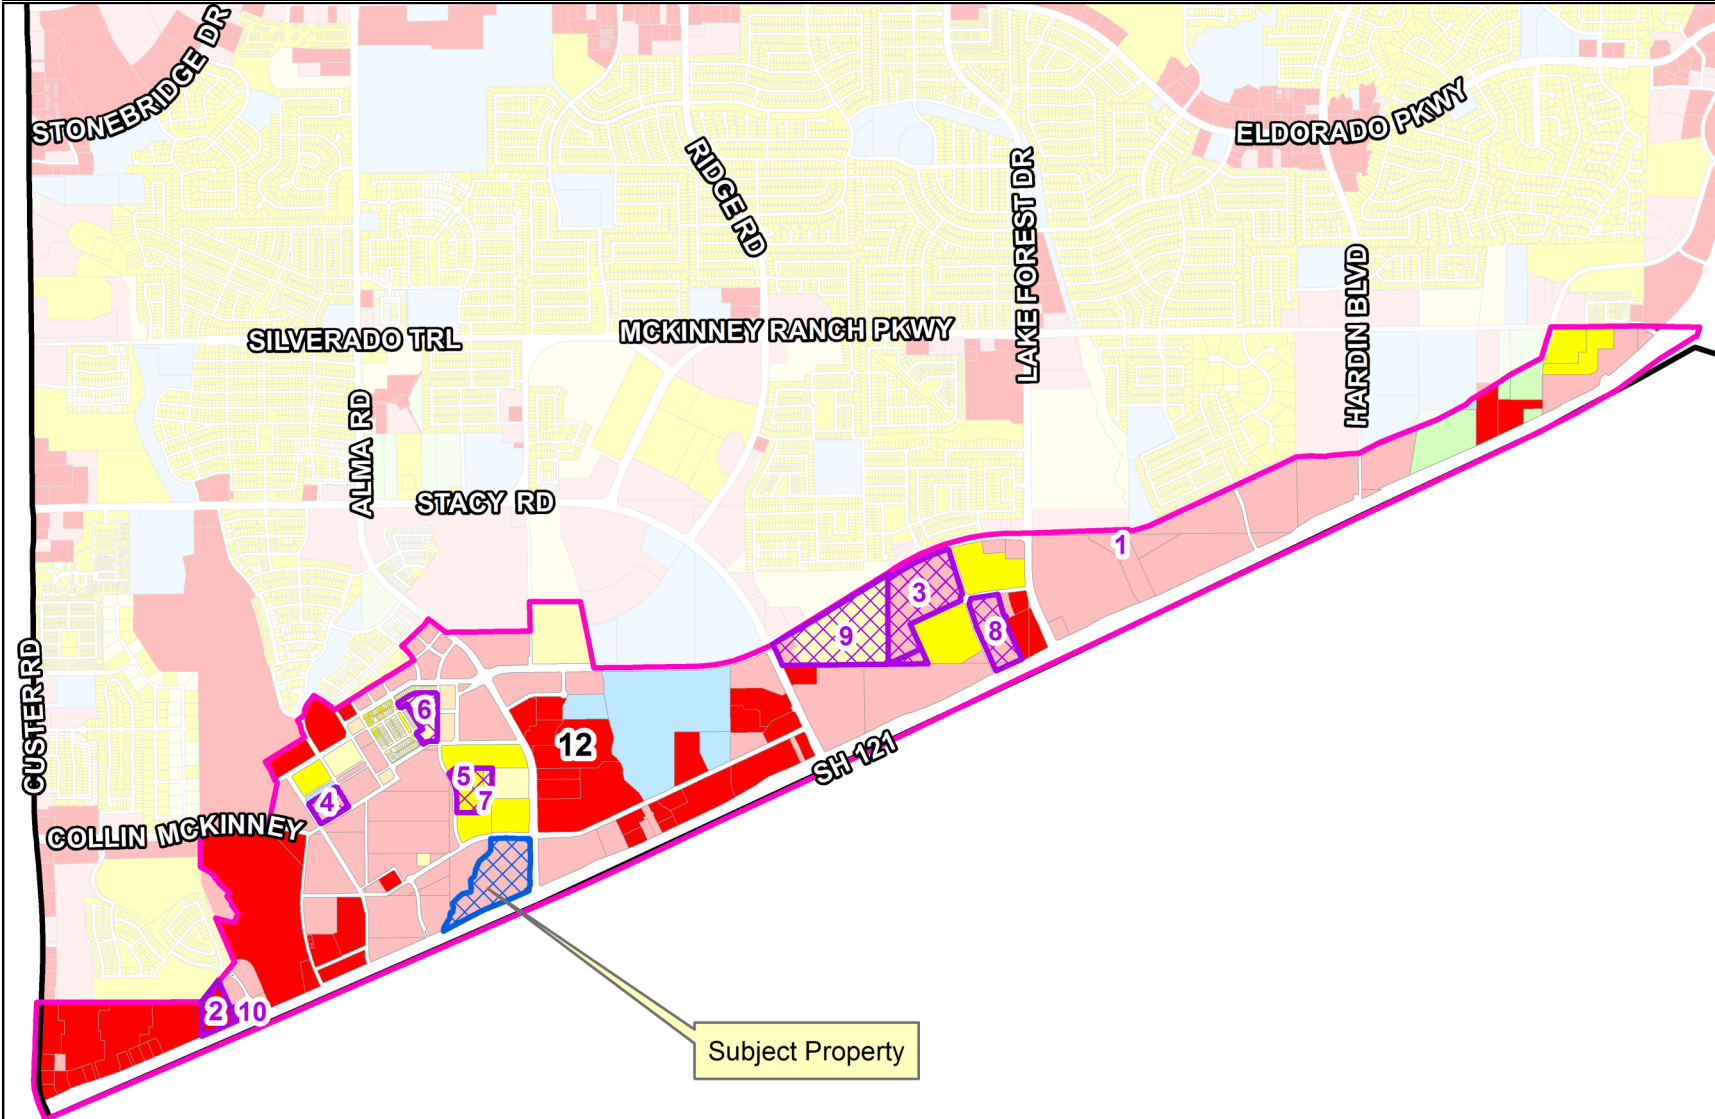 STONEBRIDGE DR
RIDGE RD
LAKE FOREST DR
ELDORADO PKWY
HARDIN BLVD
SILVERADO TRL
MCKINNEY RANCH PKWY
ALMA RD
STACY RD
1
3
9
8
CUSTER RD
6
12
SH 121
5
7
4
COLLIN MCKINNEY
2
10
Subject Property